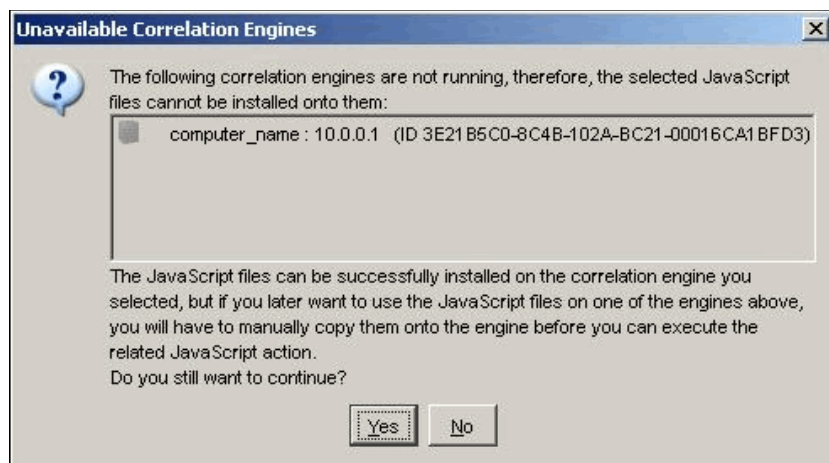 Unavailable Correlation Engines
The following correlation engines are not running, therefore, the selected JavaScript
files cannot be installed onto them:
computer_name : 10.0.0.1 (ID 3E21B5C0-8C4B-102A-BC21-00016CA1BFD3)
The JavaScript files can be successfully installed on the correlation engine you
selected, but if you later want to use the JavaScript files on one of the engines above,
you will have to manually copy them onto the engine before you can execute the
related JavaScript action.
Do you still want to continue?
Yes No